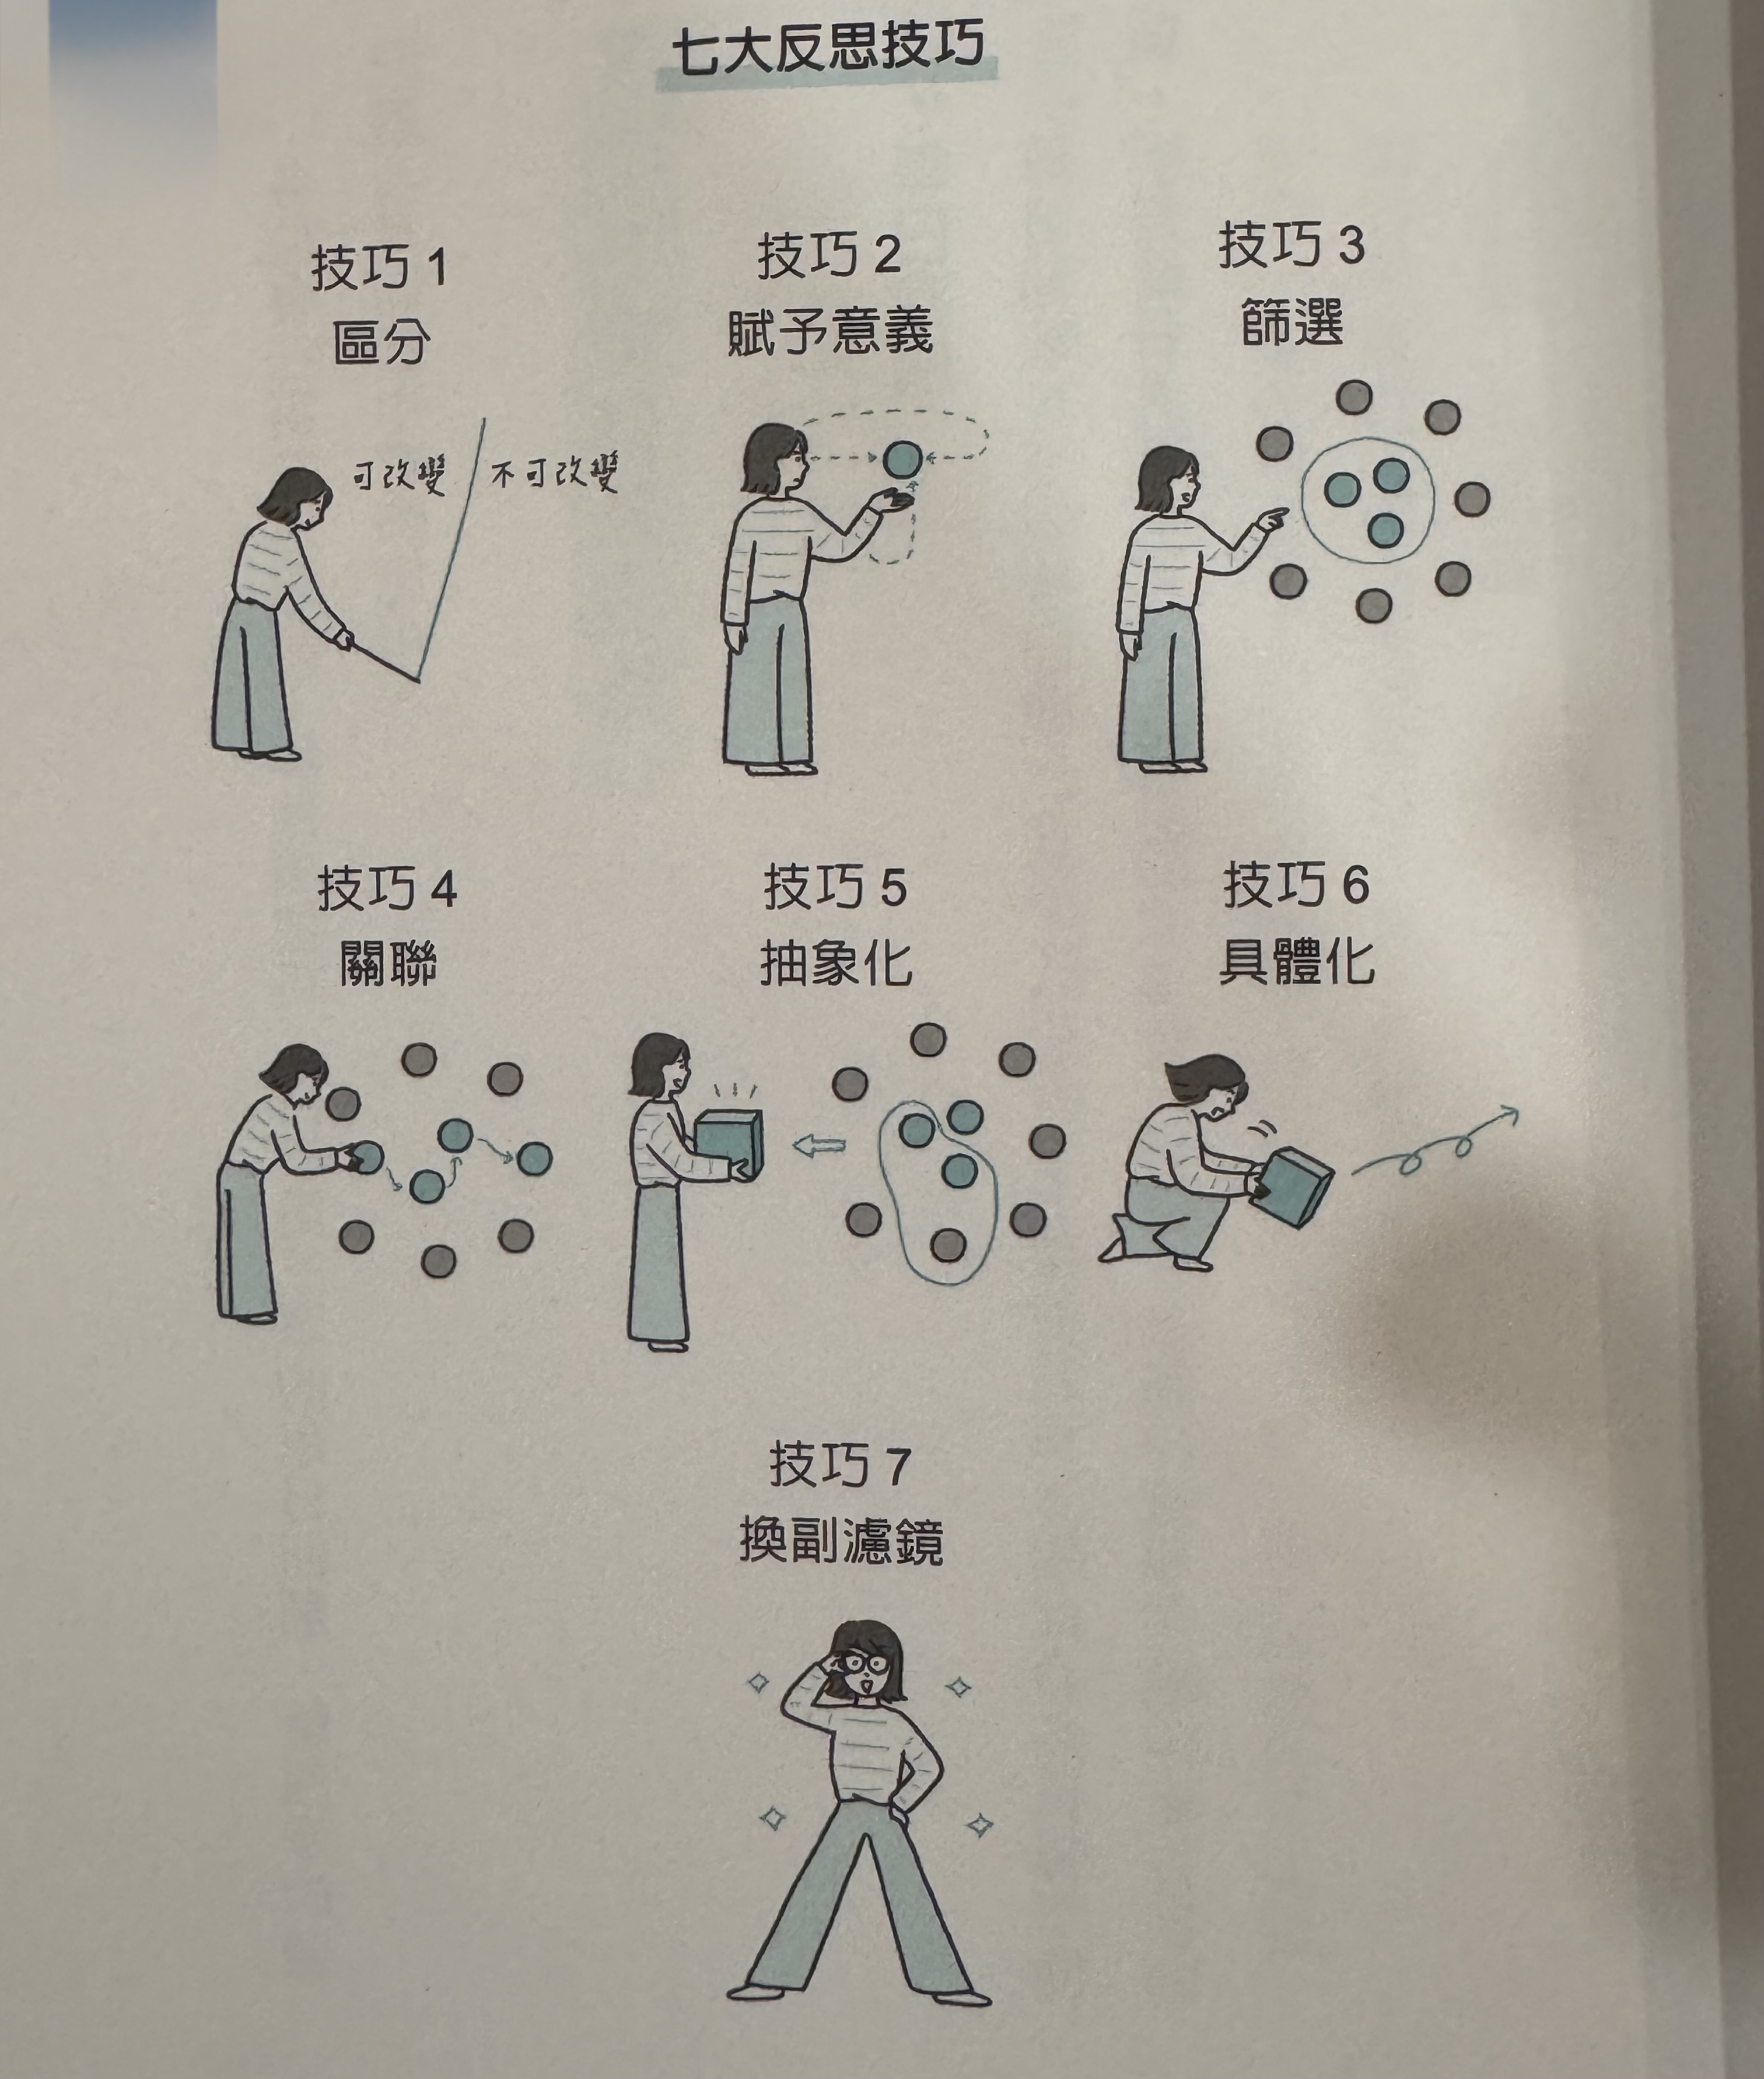 七大反思技巧
技巧 1
區分
可改變
不可改變
技巧 2
賦予意義
技巧 3
篩選
技巧 4
關聯
技巧 5
抽象化
技巧 6
具體化
技巧 7
換副濾鏡